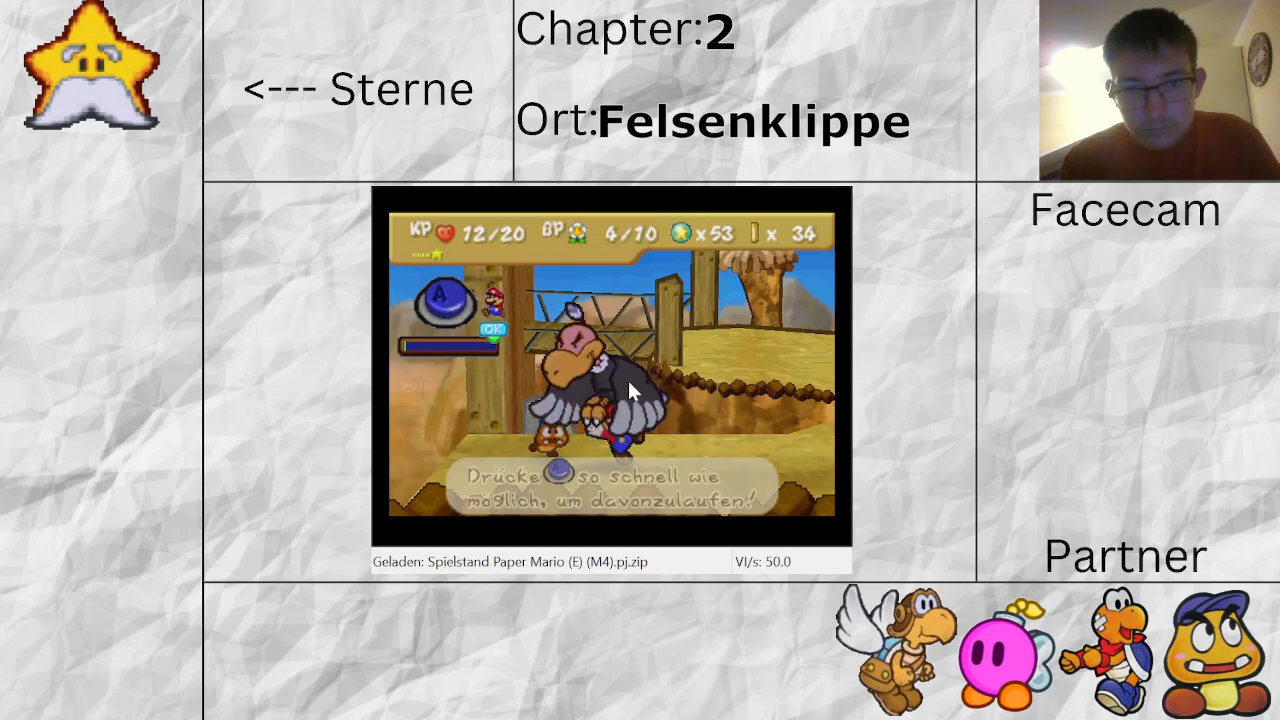 Chapter:2
<--- Sterne
Ort:Felsenklippe
Facecam
KP 12/20 BP 4/10 x53 x 34
A
OK
Drücke A so schnell wie
möglich, um davonzulaufen!
Geladen: Spielstand Paper Mario (E) (M4).pj.zip VI/s: 50.0
Partner